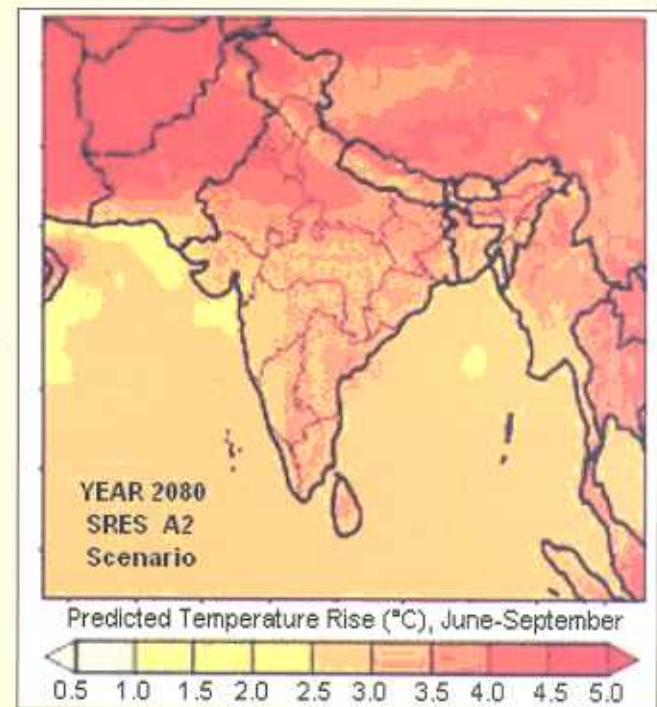 YEAR 2080
SRES A2
Scenario
Predicted Temperature Rise (°C), June-September
0.5 1.0 1.5 2.0 2.5 3.0 3.5 4.0 4.5 5.0